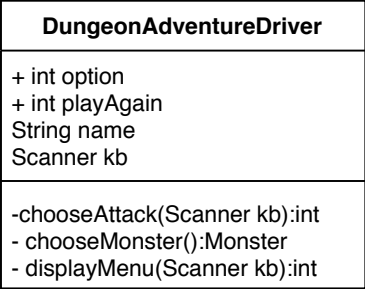 DungeonAdventureDriver
+ int option
+ int playAgain
String name
Scanner kb
-chooseAttack(Scanner kb):int
- chooseMonster():Monster
- displayMenu(Scanner kb):int